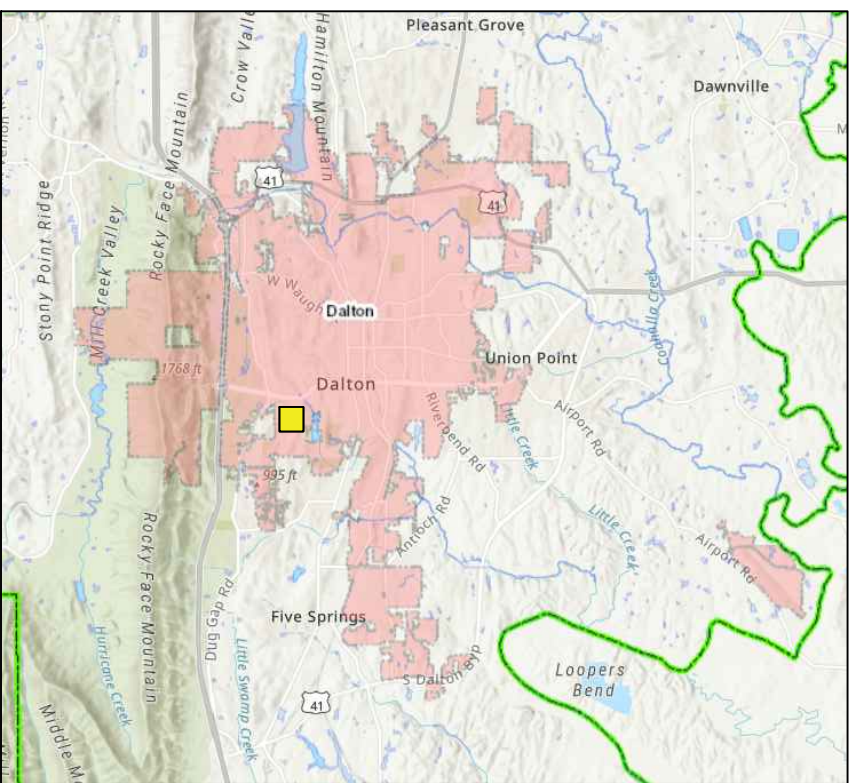 Pleasant Grove
Crow Valle
Hamilton Mountain
Dawnville
41
41
Rocky Face Mountain
Stony Point Ridge
Mill Creek Valley
W Waugh
Dalton
Coahulla Creek
Union Point
1768 ft
Dalton
Riverbend Rd
Little Creek
Airport Rd
995 ft
Antioch Rd
Little Creek
Airport Rd
Rocky Face Mountain
Dug Gap Rd
Five Springs
Hurricane Creek
Little Swamp Creek
S Dalton Byp
Loopers
Bend
41
Middle Mo